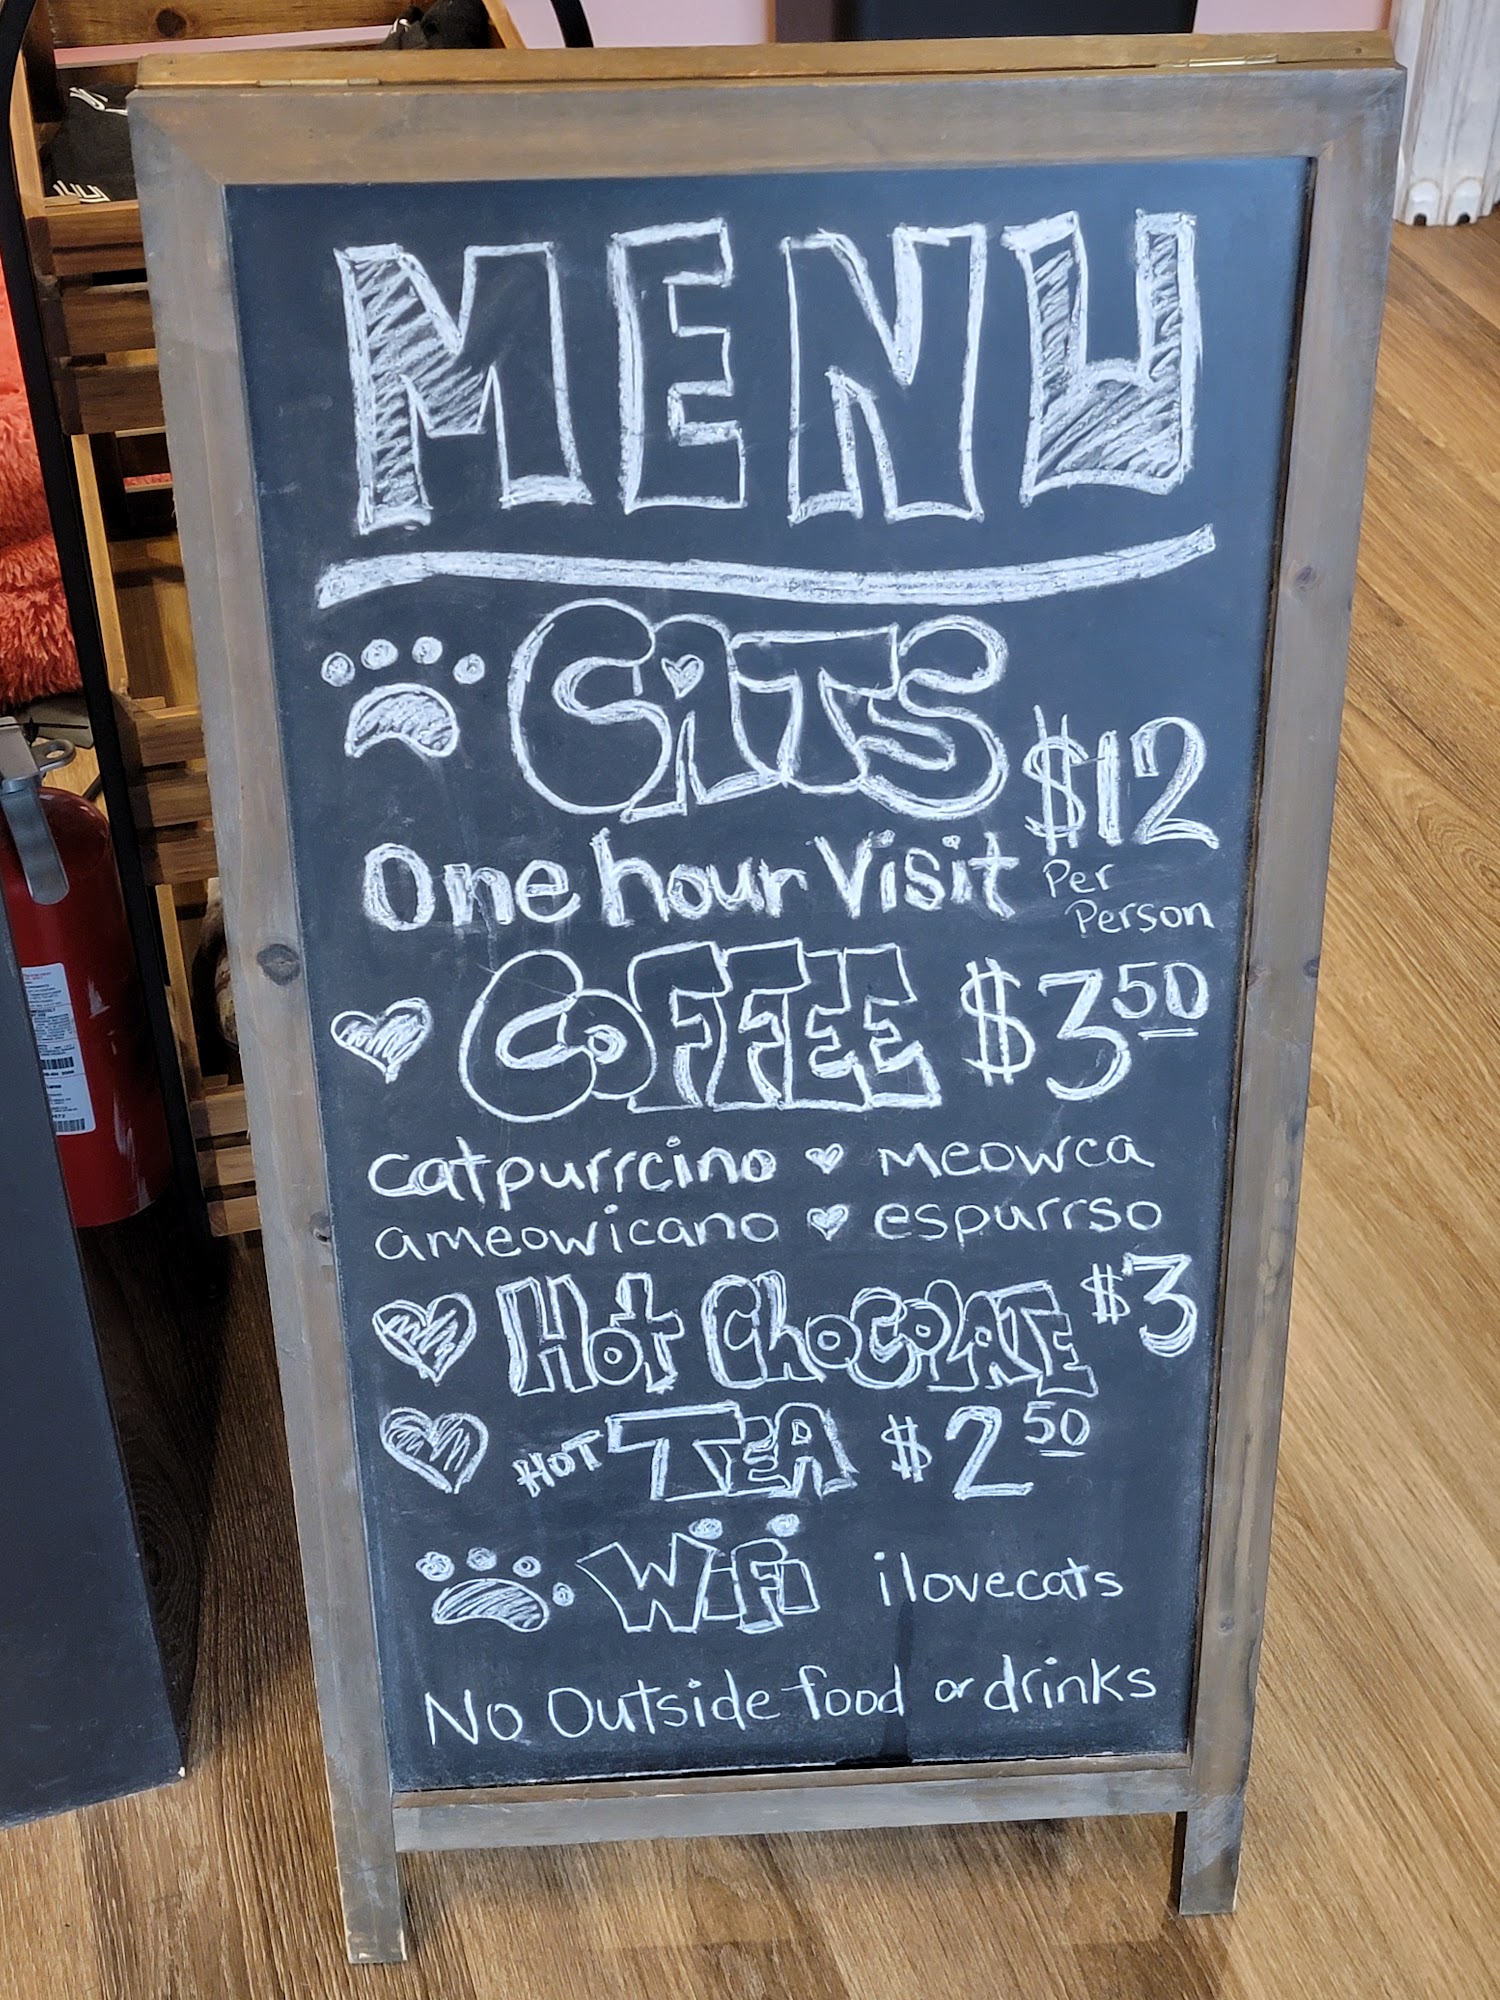 MENU
CATS $12
One hour Visit Per Person
COFFEE $3.50
catpurrcino meowca
ameowicano espurrso
Hot Chocolate $3
HOT TEA $2.50
WiFi ilovecats
No Outside food or drinks